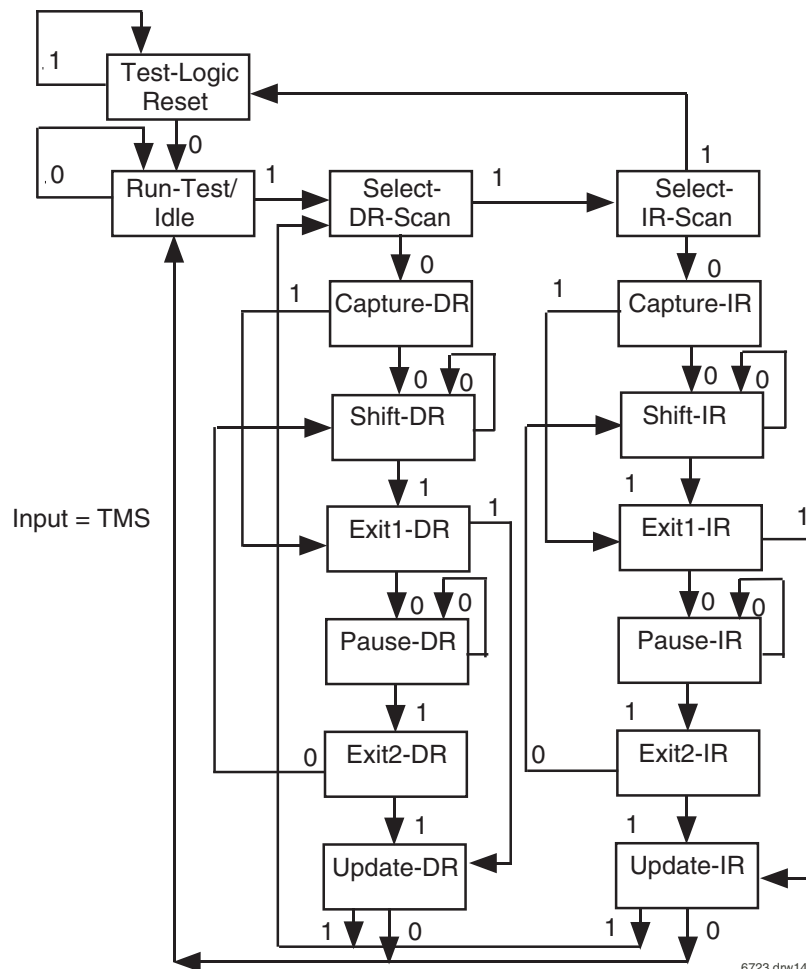 .1
Test-Logic
Reset
0
1
.0
Run-Test/
Idle
1
Select-
DR-Scan
1
Select-
IR-Scan
0
0
1
Capture-DR
1
Capture-IR
0
0
0
0
Shift-DR
Shift-IR
1
1
Input = TMS
Exit1-DR
1
Exit1-IR
1
0
0
0
0
Pause-DR
Pause-IR
1
1
0
Exit2-DR
0
Exit2-IR
1
1
Update-DR
Update-IR
1
0
1
0
6723 drw14